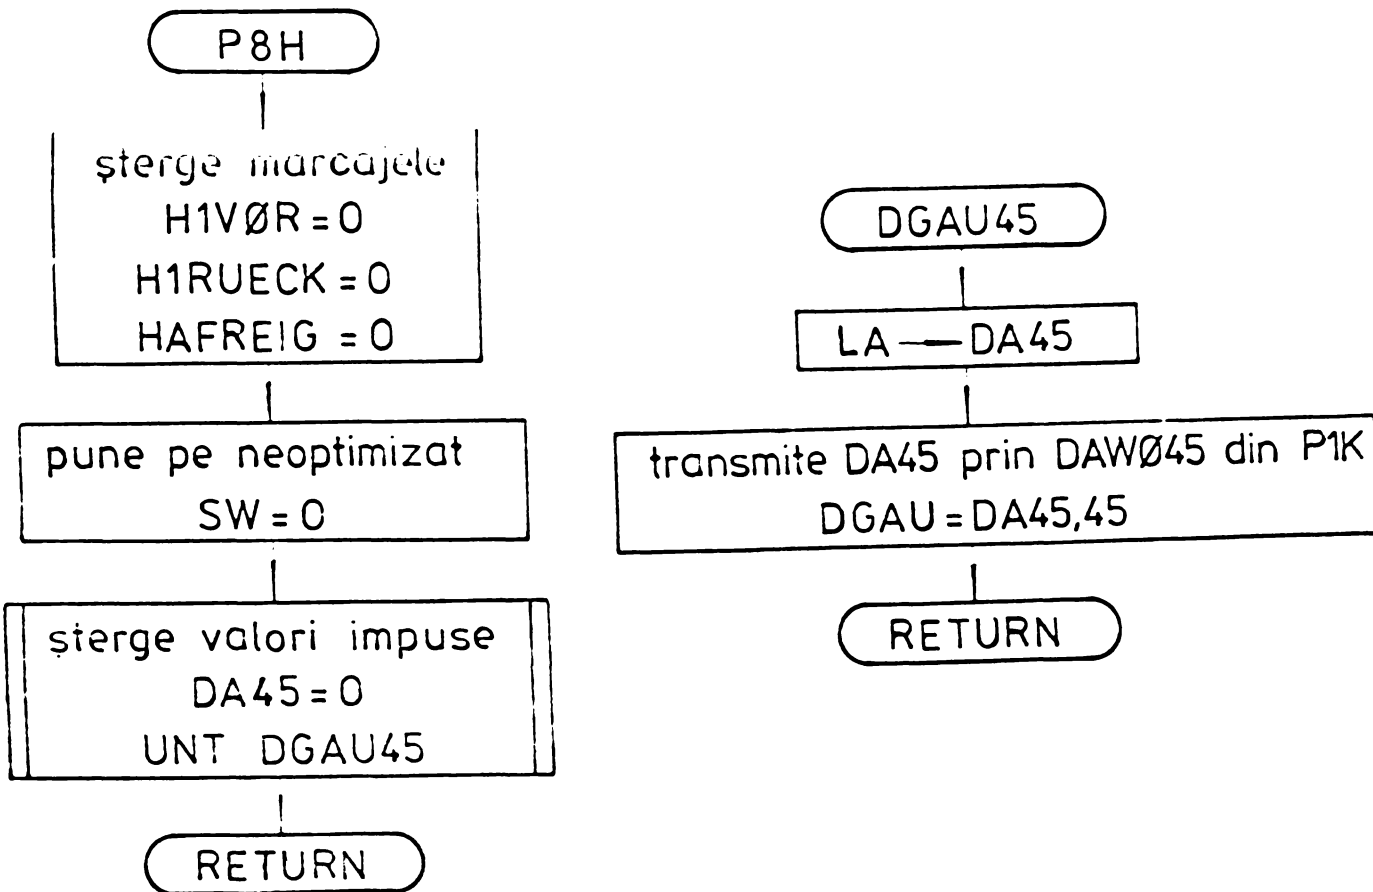 P8H
șterge marcajele
H1VØR = 0
H1RUECK = 0
HAFREIG = 0
pune pe neoptimizat
SW = 0
șterge valori impuse
DA45 = 0
UNT DGAU45
RETURN
DGAU45
LA — DA45
transmite DA45 prin DAWØ45 din P1K
DGAU = DA45,45
RETURN